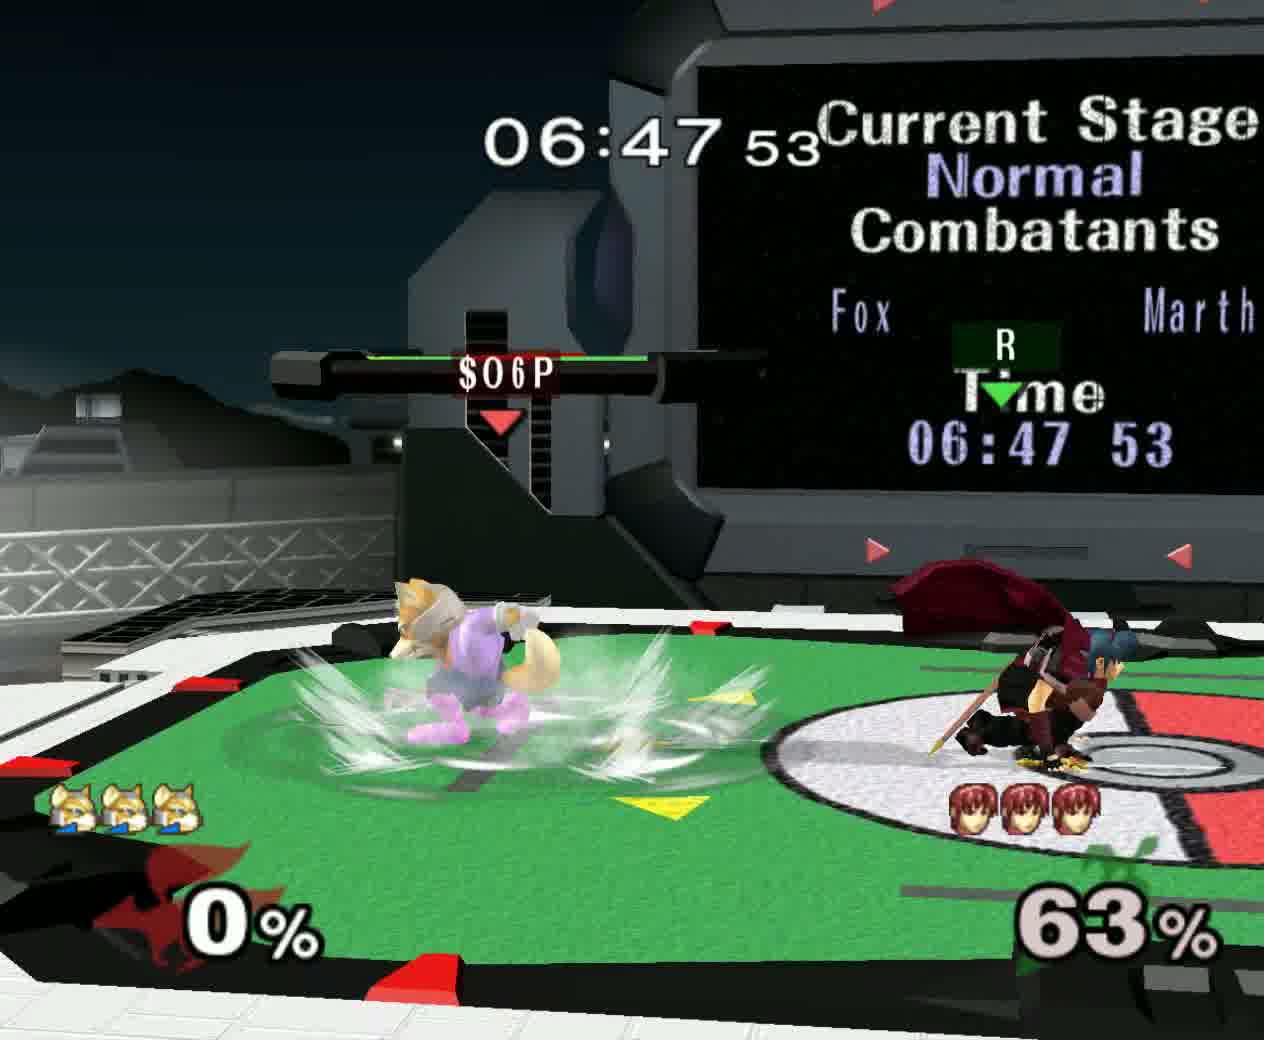 06:47 53
Current Stage
Normal
Combatants
Fox Marth
R
$06P
Time
06:47 53
0%
63%